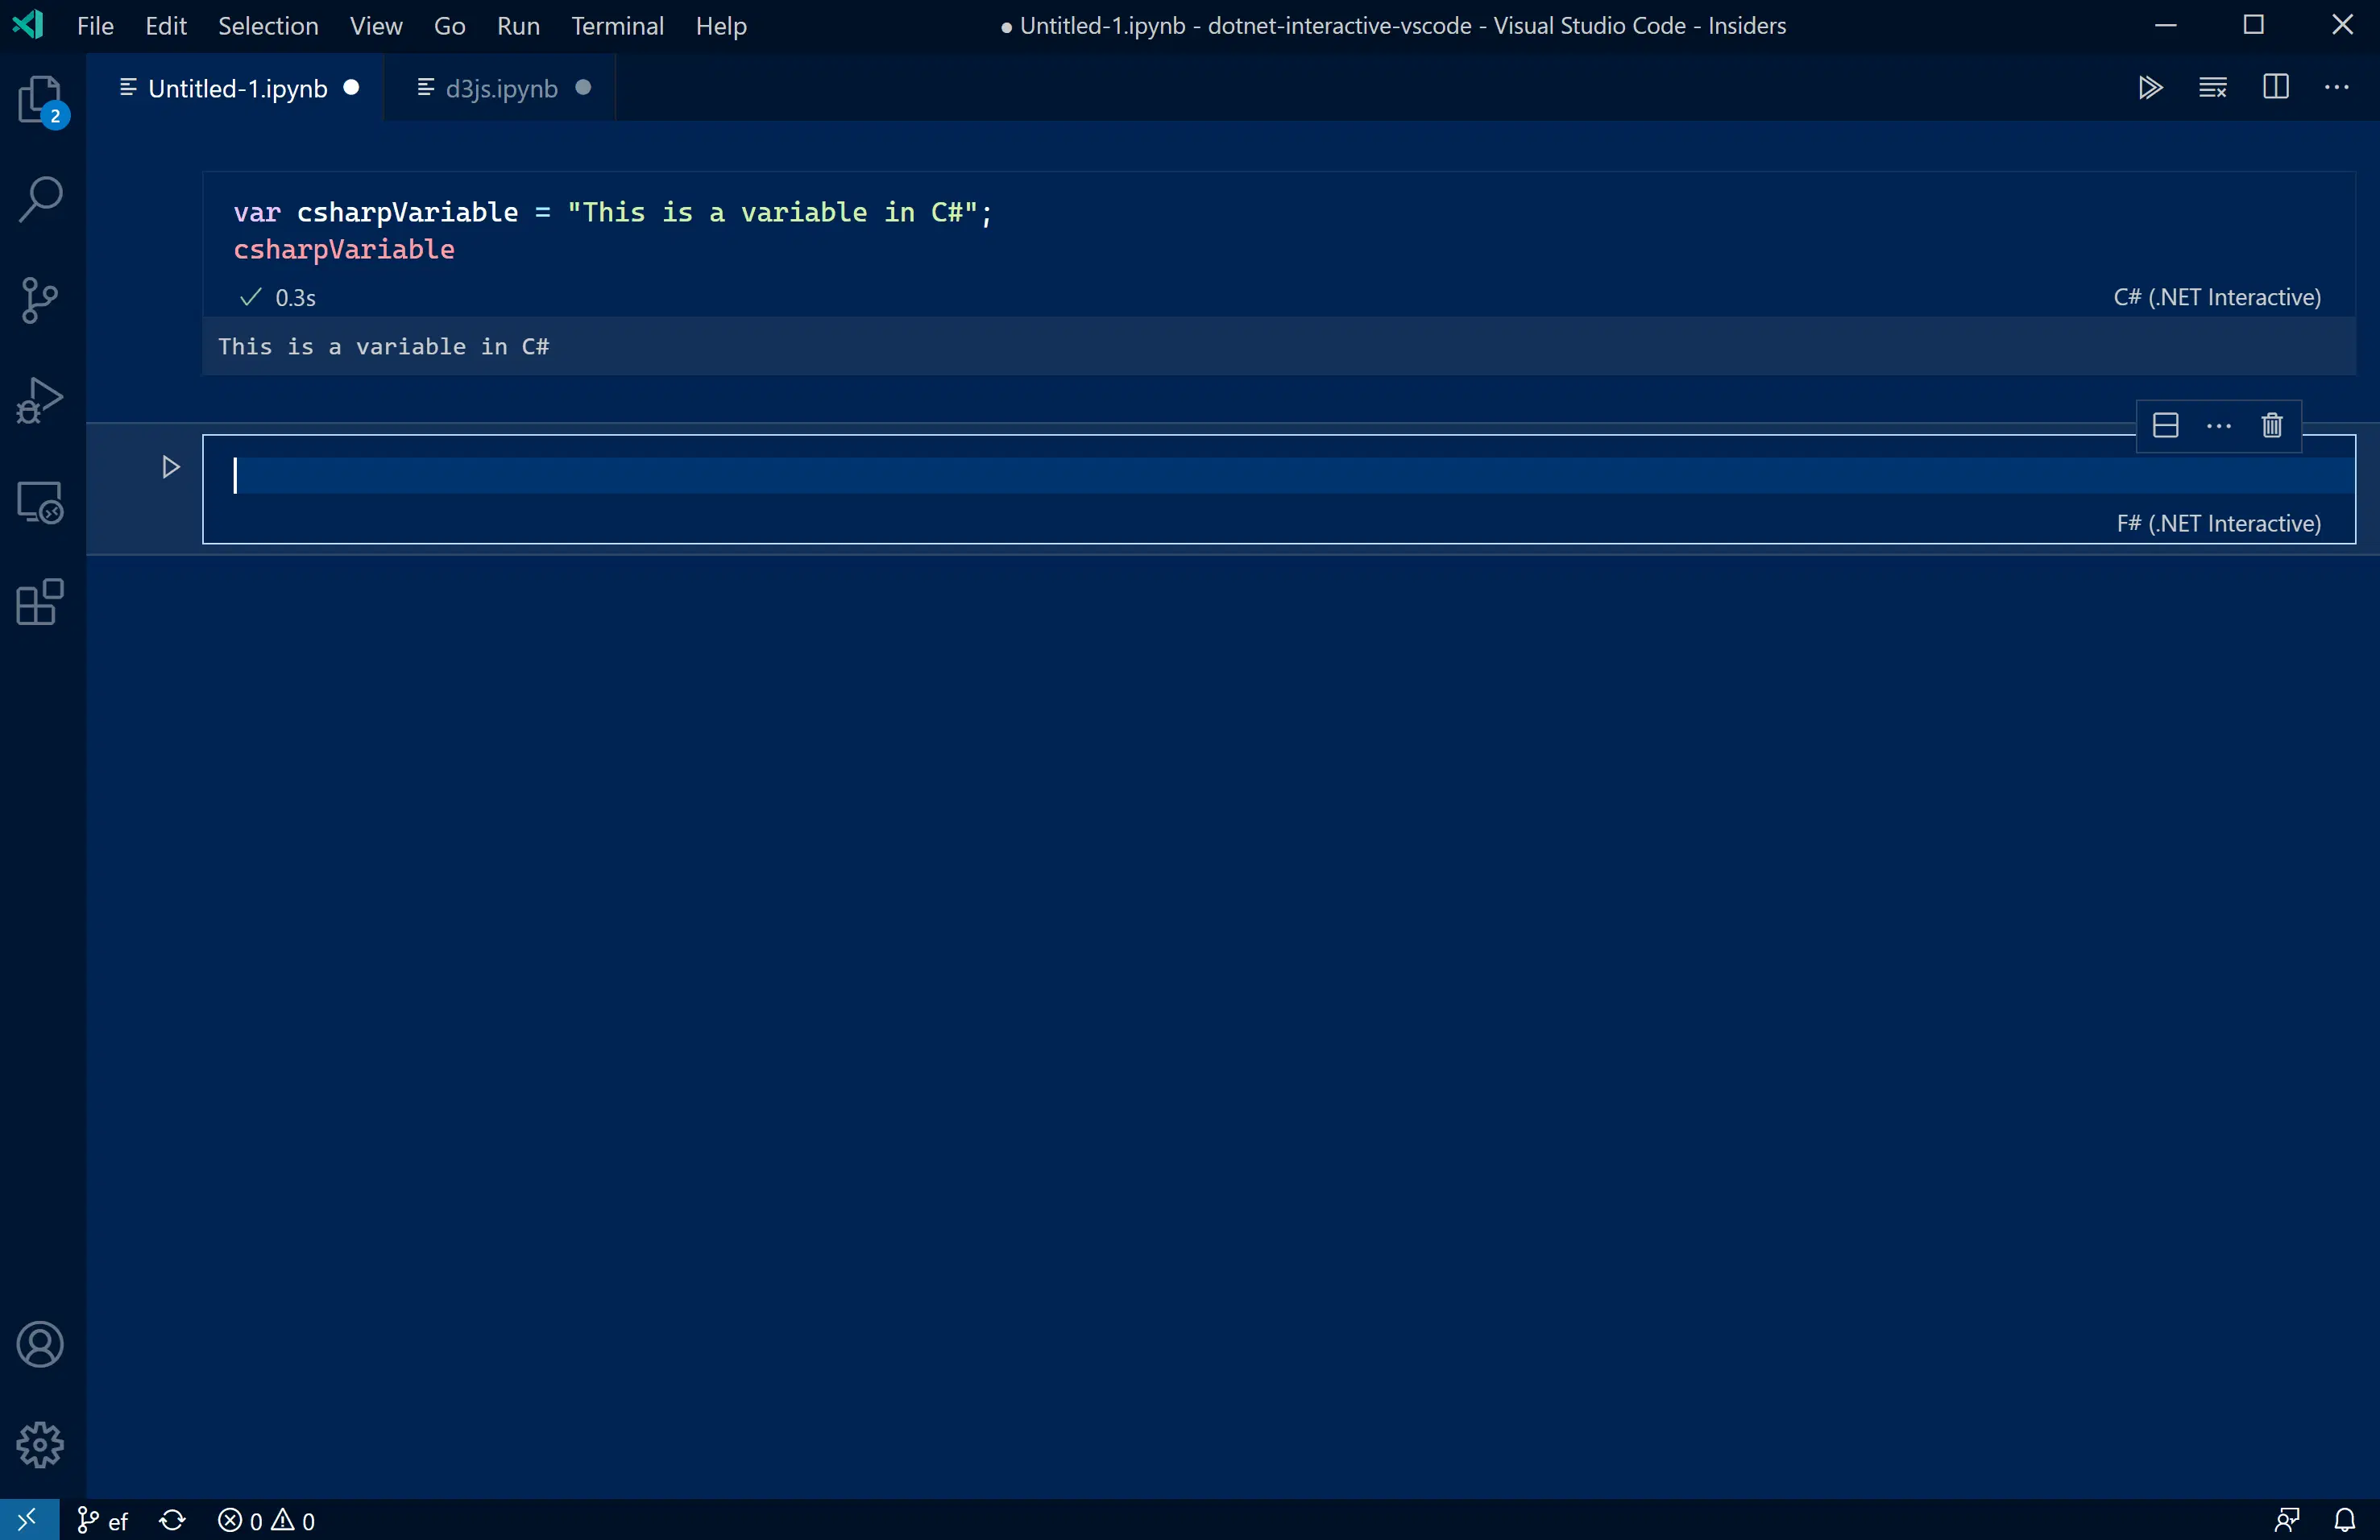 File Edit Selection View Go Run Terminal Help
● Untitled-1.ipynb - dotnet-interactive-vscode - Visual Studio Code - Insiders
2
Untitled-1.ipynb
d3js.ipynb
var csharpVariable = "This is a variable in C#";
csharpVariable
0.3s
C# (.NET Interactive)
This is a variable in C#
F# (.NET Interactive)
ef 0 0